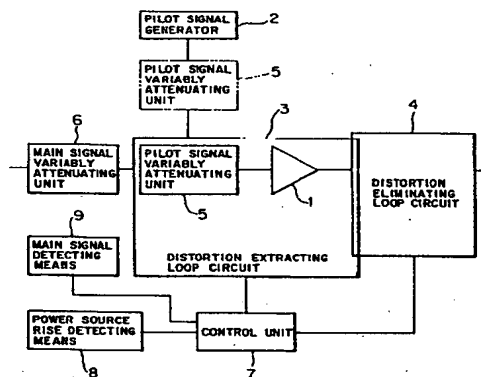 2
PILOT SIGNAL
GENERATOR
5
PILOT SIGNAL
VARIABLY
ATTENUATING
UNIT
3
4
6
MAIN SIGNAL
VARIABLY
ATTENUATING
UNIT
PILOT SIGNAL
VARIABLY
ATTENUATING
UNIT
5
1
DISTORTION
ELIMINATING
LOOP CIRCUIT
9
MAIN SIGNAL
DETECTING
MEANS
DISTORTION EXTRACTING
LOOP CIRCUIT
POWER SOURCE
RISE DETECTING
MEANS
8
CONTROL UNIT
7